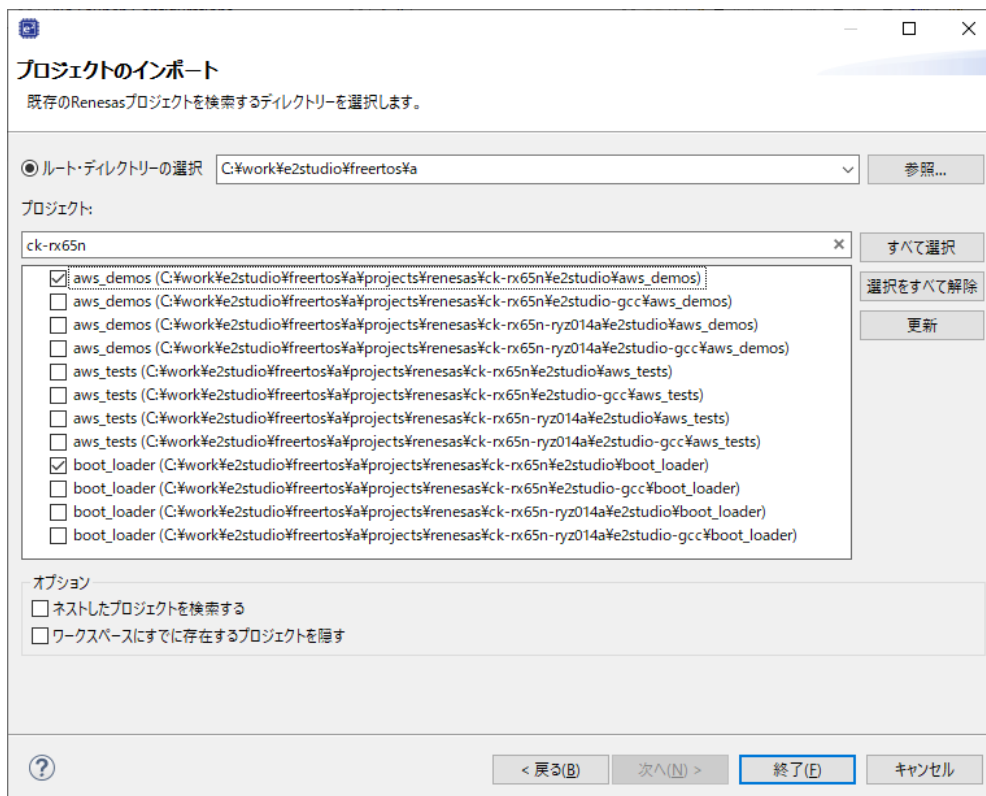 プロジェクトのインポート
既存のRenesasプロジェクトを検索するディレクトリーを選択します。
ルート・ディレクトリーの選択 C:¥work¥e2studio¥freertos¥a 参照...
プロジェクト:
ck-rx65n すべて選択
aws_demos (C:¥work¥e2studio¥freertos¥a¥projects¥renesas¥ck-rx65n¥e2studio¥aws_demos)
選択をすべて解除
aws_demos (C:¥work¥e2studio¥freertos¥a¥projects¥renesas¥ck-rx65n¥e2studio-gcc¥aws_demos)
aws_demos (C:¥work¥e2studio¥freertos¥a¥projects¥renesas¥ck-rx65n-ryz014a¥e2studio¥aws_demos) 更新
aws_demos (C:¥work¥e2studio¥freertos¥a¥projects¥renesas¥ck-rx65n-ryz014a¥e2studio-gcc¥aws_demos)
aws_tests (C:¥work¥e2studio¥freertos¥a¥projects¥renesas¥ck-rx65n¥e2studio¥aws_tests)
aws_tests (C:¥work¥e2studio¥freertos¥a¥projects¥renesas¥ck-rx65n¥e2studio-gcc¥aws_tests)
aws_tests (C:¥work¥e2studio¥freertos¥a¥projects¥renesas¥ck-rx65n-ryz014a¥e2studio¥aws_tests)
aws_tests (C:¥work¥e2studio¥freertos¥a¥projects¥renesas¥ck-rx65n-ryz014a¥e2studio-gcc¥aws_tests)
boot_loader (C:¥work¥e2studio¥freertos¥a¥projects¥renesas¥ck-rx65n¥e2studio¥boot_loader)
boot_loader (C:¥work¥e2studio¥freertos¥a¥projects¥renesas¥ck-rx65n¥e2studio-gcc¥boot_loader)
boot_loader (C:¥work¥e2studio¥freertos¥a¥projects¥renesas¥ck-rx65n-ryz014a¥e2studio¥boot_loader)
boot_loader (C:¥work¥e2studio¥freertos¥a¥projects¥renesas¥ck-rx65n-ryz014a¥e2studio-gcc¥boot_loader)
オプション
ネストしたプロジェクトを検索する
ワークスペースにすでに存在するプロジェクトを隠す
? < 戻る(B) 次へ(N) > 終了(F) キャンセル